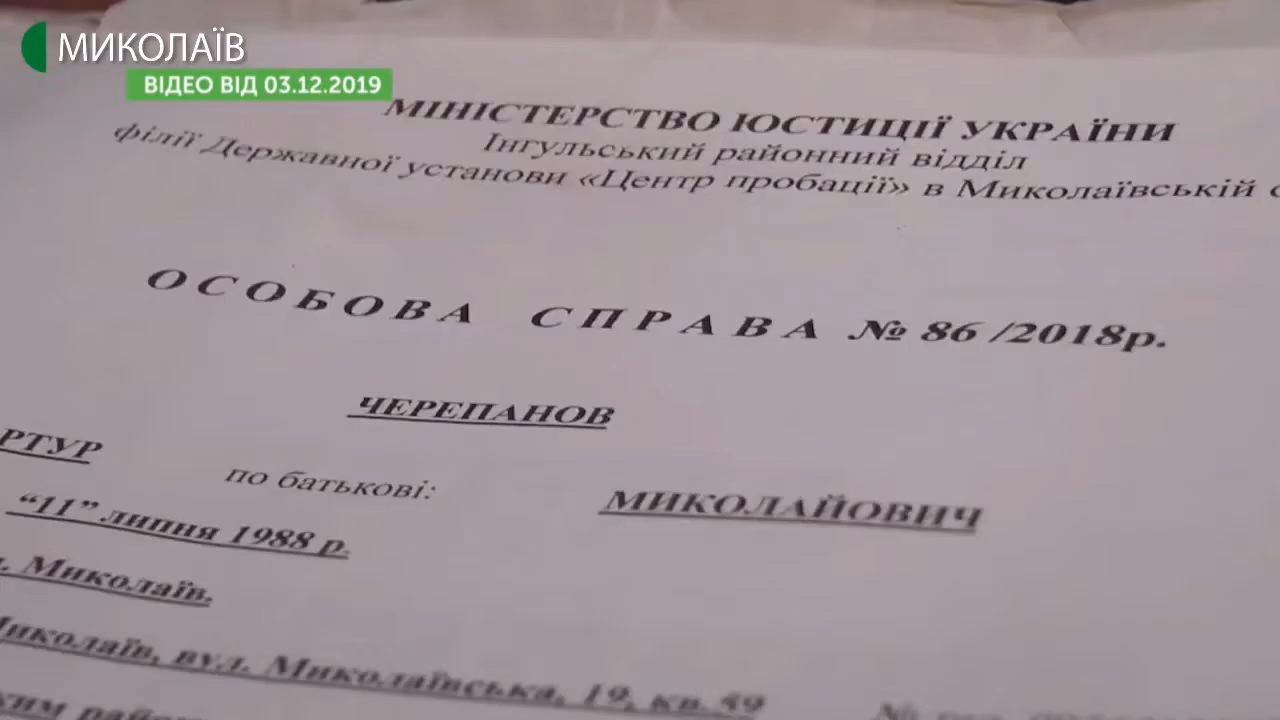 МИКОЛАЇВ
ВІДЕО ВІД 03.12.2019
МІНІСТЕРСТВО ЮСТИЦІЇ УКРАЇНИ
Інгульський районний відділ
філії Державної установи «Центр пробації» в Миколаївській
ОСОБОВА СПРАВА № 86 /2018р.
ЧЕРЕПАНОВ
РТУР
по батькові: МИКОЛАЙОВИЧ
“11” липня 1988 р.
. Миколаїв.
Миколаїв, вул. Миколаївська, 19, кв. 59